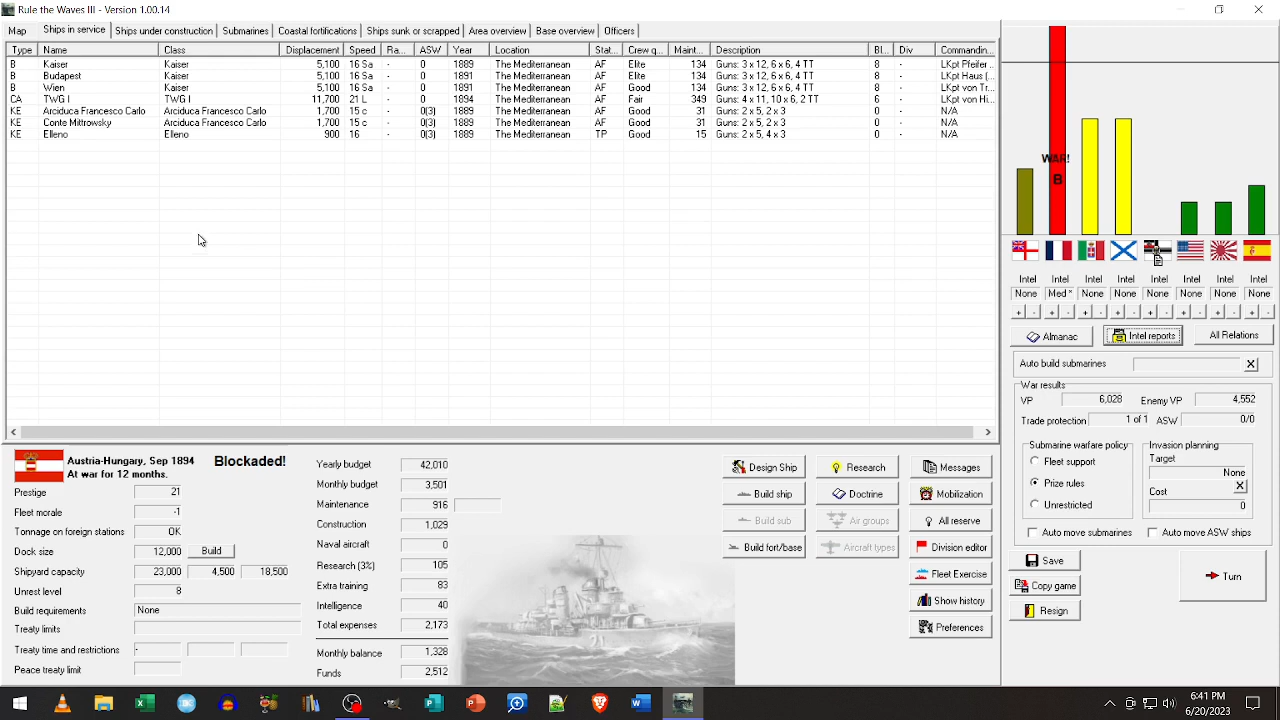 Rule the Waves III - Version 1.00.14
Map Ships in service Ships under construction Submarines Coastal fortifications Ships sunk or scrapped Area overview Base overview Officers
Type Name Class Displacement Speed Ra... ASW Year Location Stat... Crew q... Maint... Description Bl... Div Commandin...
B Kaiser Kaiser 5,100 16 Sa - 0 1889 The Mediterranean AF Elite 134 Guns: 3 x 12, 6 x 6, 4 TT 8 - LKpt Pfeifer
B Budapest Kaiser 5,100 16 Sa - 0 1891 The Mediterranean AF Elite 134 Guns: 3 x 12, 6 x 6, 4 TT 8 - LKpt Haus (...
B Wien Kaiser 5,100 16 Sa - 0 1891 The Mediterranean AF Good 134 Guns: 3 x 12, 6 x 6, 4 TT 8 - LKpt von Tr...
CA TWG I TWG I 11,700 21 L - 0 1894 The Mediterranean AF Fair 349 Guns: 4 x 11, 10 x 6, 2 TT 6 - LKpt von Hi...
KE Arciduca Francesco Carlo Arciduca Francesco Carlo 1,700 15 c - 0(3) 1889 The Mediterranean AF Good 31 Guns: 2 x 5, 2 x 3 0 - N/A
KE Conte Mittrowsky Arciduca Francesco Carlo 1,700 15 c - 0(3) 1889 The Mediterranean AF Good 31 Guns: 2 x 5, 2 x 3 0 - N/A
KE Elleno Elleno 900 16 - 0(3) 1889 The Mediterranean TP Good 15 Guns: 2 x 5, 4 x 3 0 - N/A
WAR!
8
Intel Intel Intel Intel Intel Intel Intel Intel
None Med * None None None None None None
+ - + - + - + - + - + - + - + -
Almanac Intel reports All Relations
Auto build submarines X
War results
VP 6,028 Enemy VP 4,552
Trade protection 1 of 1 ASW 0/0
Submarine warfare policy
Fleet support
Prize rules
Unrestricted
Invasion planning
Target
None
Cost X
0
Auto move submarines Auto move ASW ships
Save
Copy game
Resign
Turn
Austria-Hungary, Sep 1894 Blockaded!
At war for 12 months.
Prestige 21
Fleet morale -1
Tonnage on foreign stations OK
Dock size 12,000 Build
Shipyard capacity 23,000 4,500 18,500
Unrest level 8
Build requirements None
Treaty limits
Treaty time and restrictions -
Peace treaty limit
Yearly budget 42,010
Monthly budget 3,501
Maintenance 916
Construction 1,029
Naval aircraft 0
Research (3%) 105
Extra training 83
Intelligence 40
Total expenses 2,173
Monthly balance 1,328
Funds 2,512
Design Ship Research Messages
Build ship Doctrine Mobilization
Build sub Air groups All reserve
Build fort/base Aircraft types Division editor
Fleet Exercise
Show history
Preferences
6:41 PM
6/20/2023